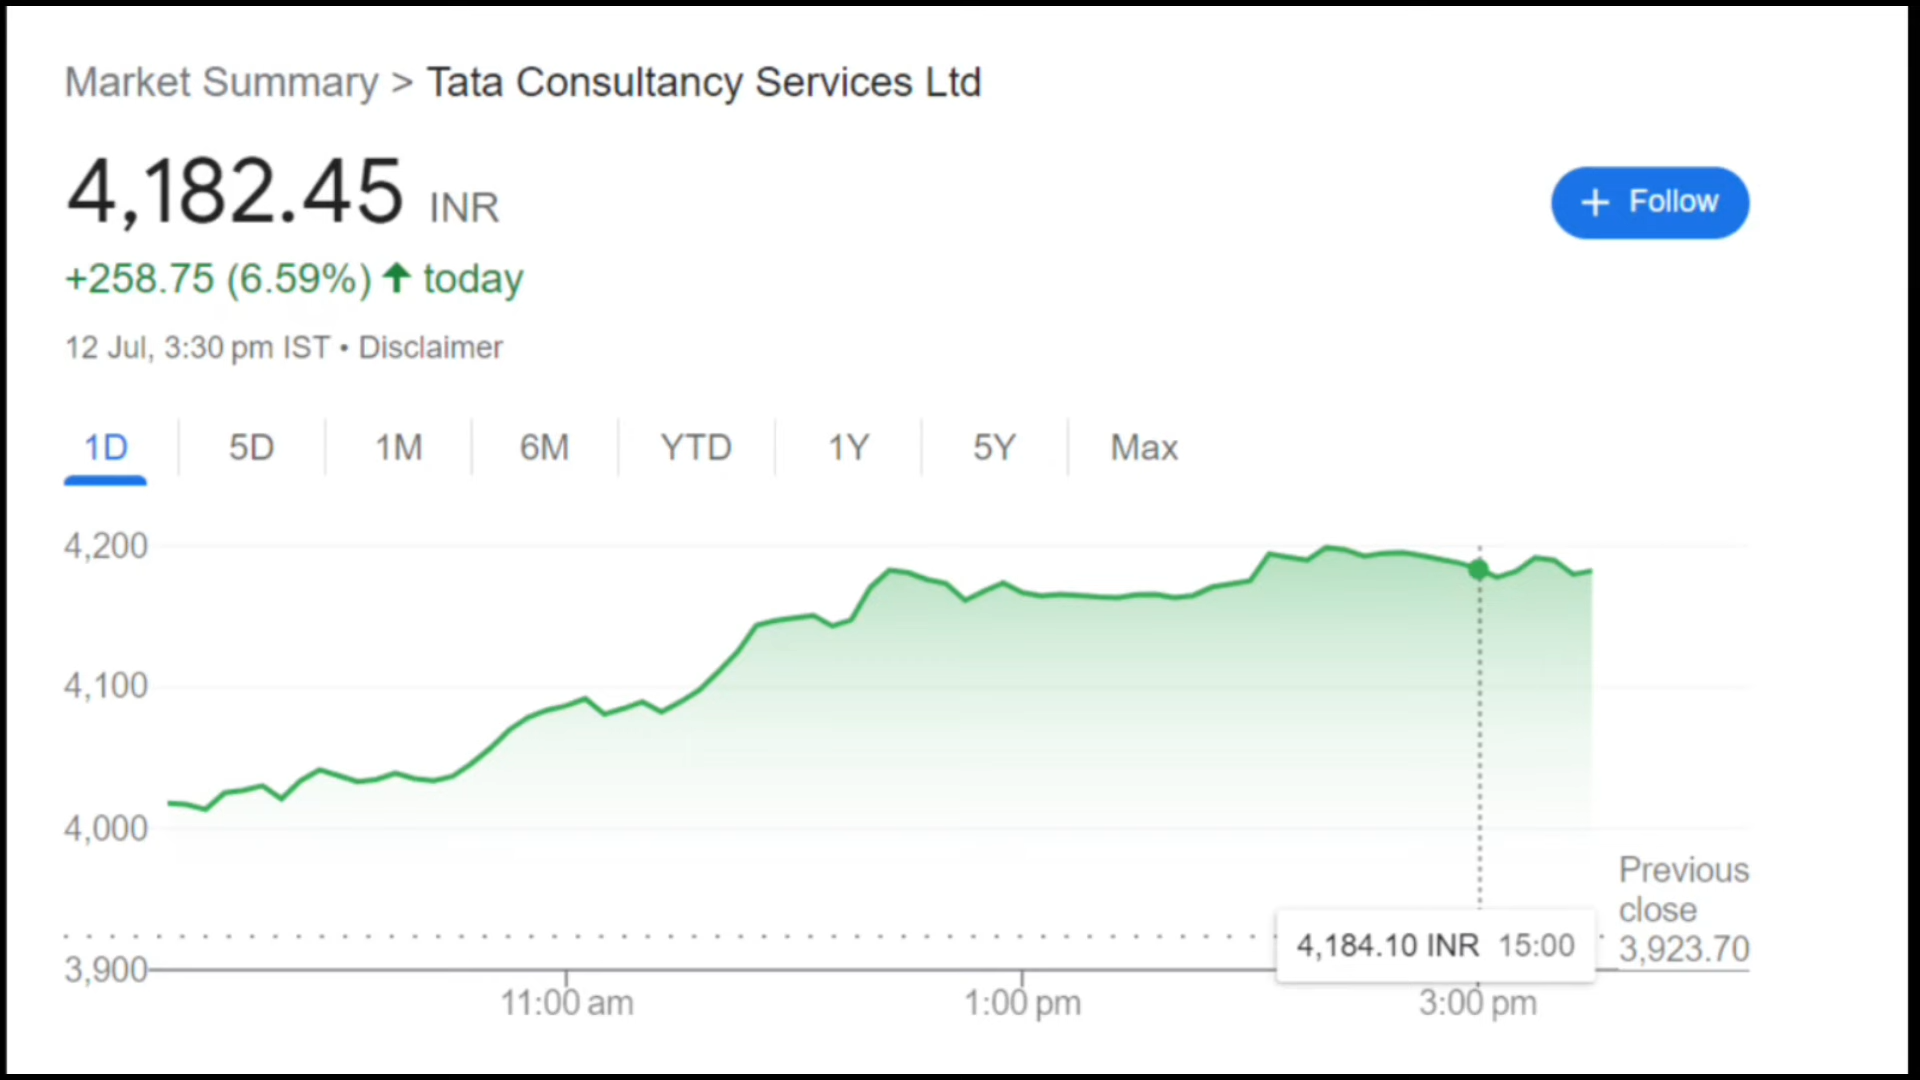 Market Summary > Tata Consultancy Services Ltd
4,182.45 INR
+ Follow
+258.75 (6.59%) ↑ today
12 Jul, 3:30 pm IST • Disclaimer
1D 5D 1M 6M YTD 1Y 5Y Max
4,200
4,100
4,000
3,900
Previous
close
3,923.70
4,184.10 INR 15:00
11:00 am 1:00 pm 3:00 pm